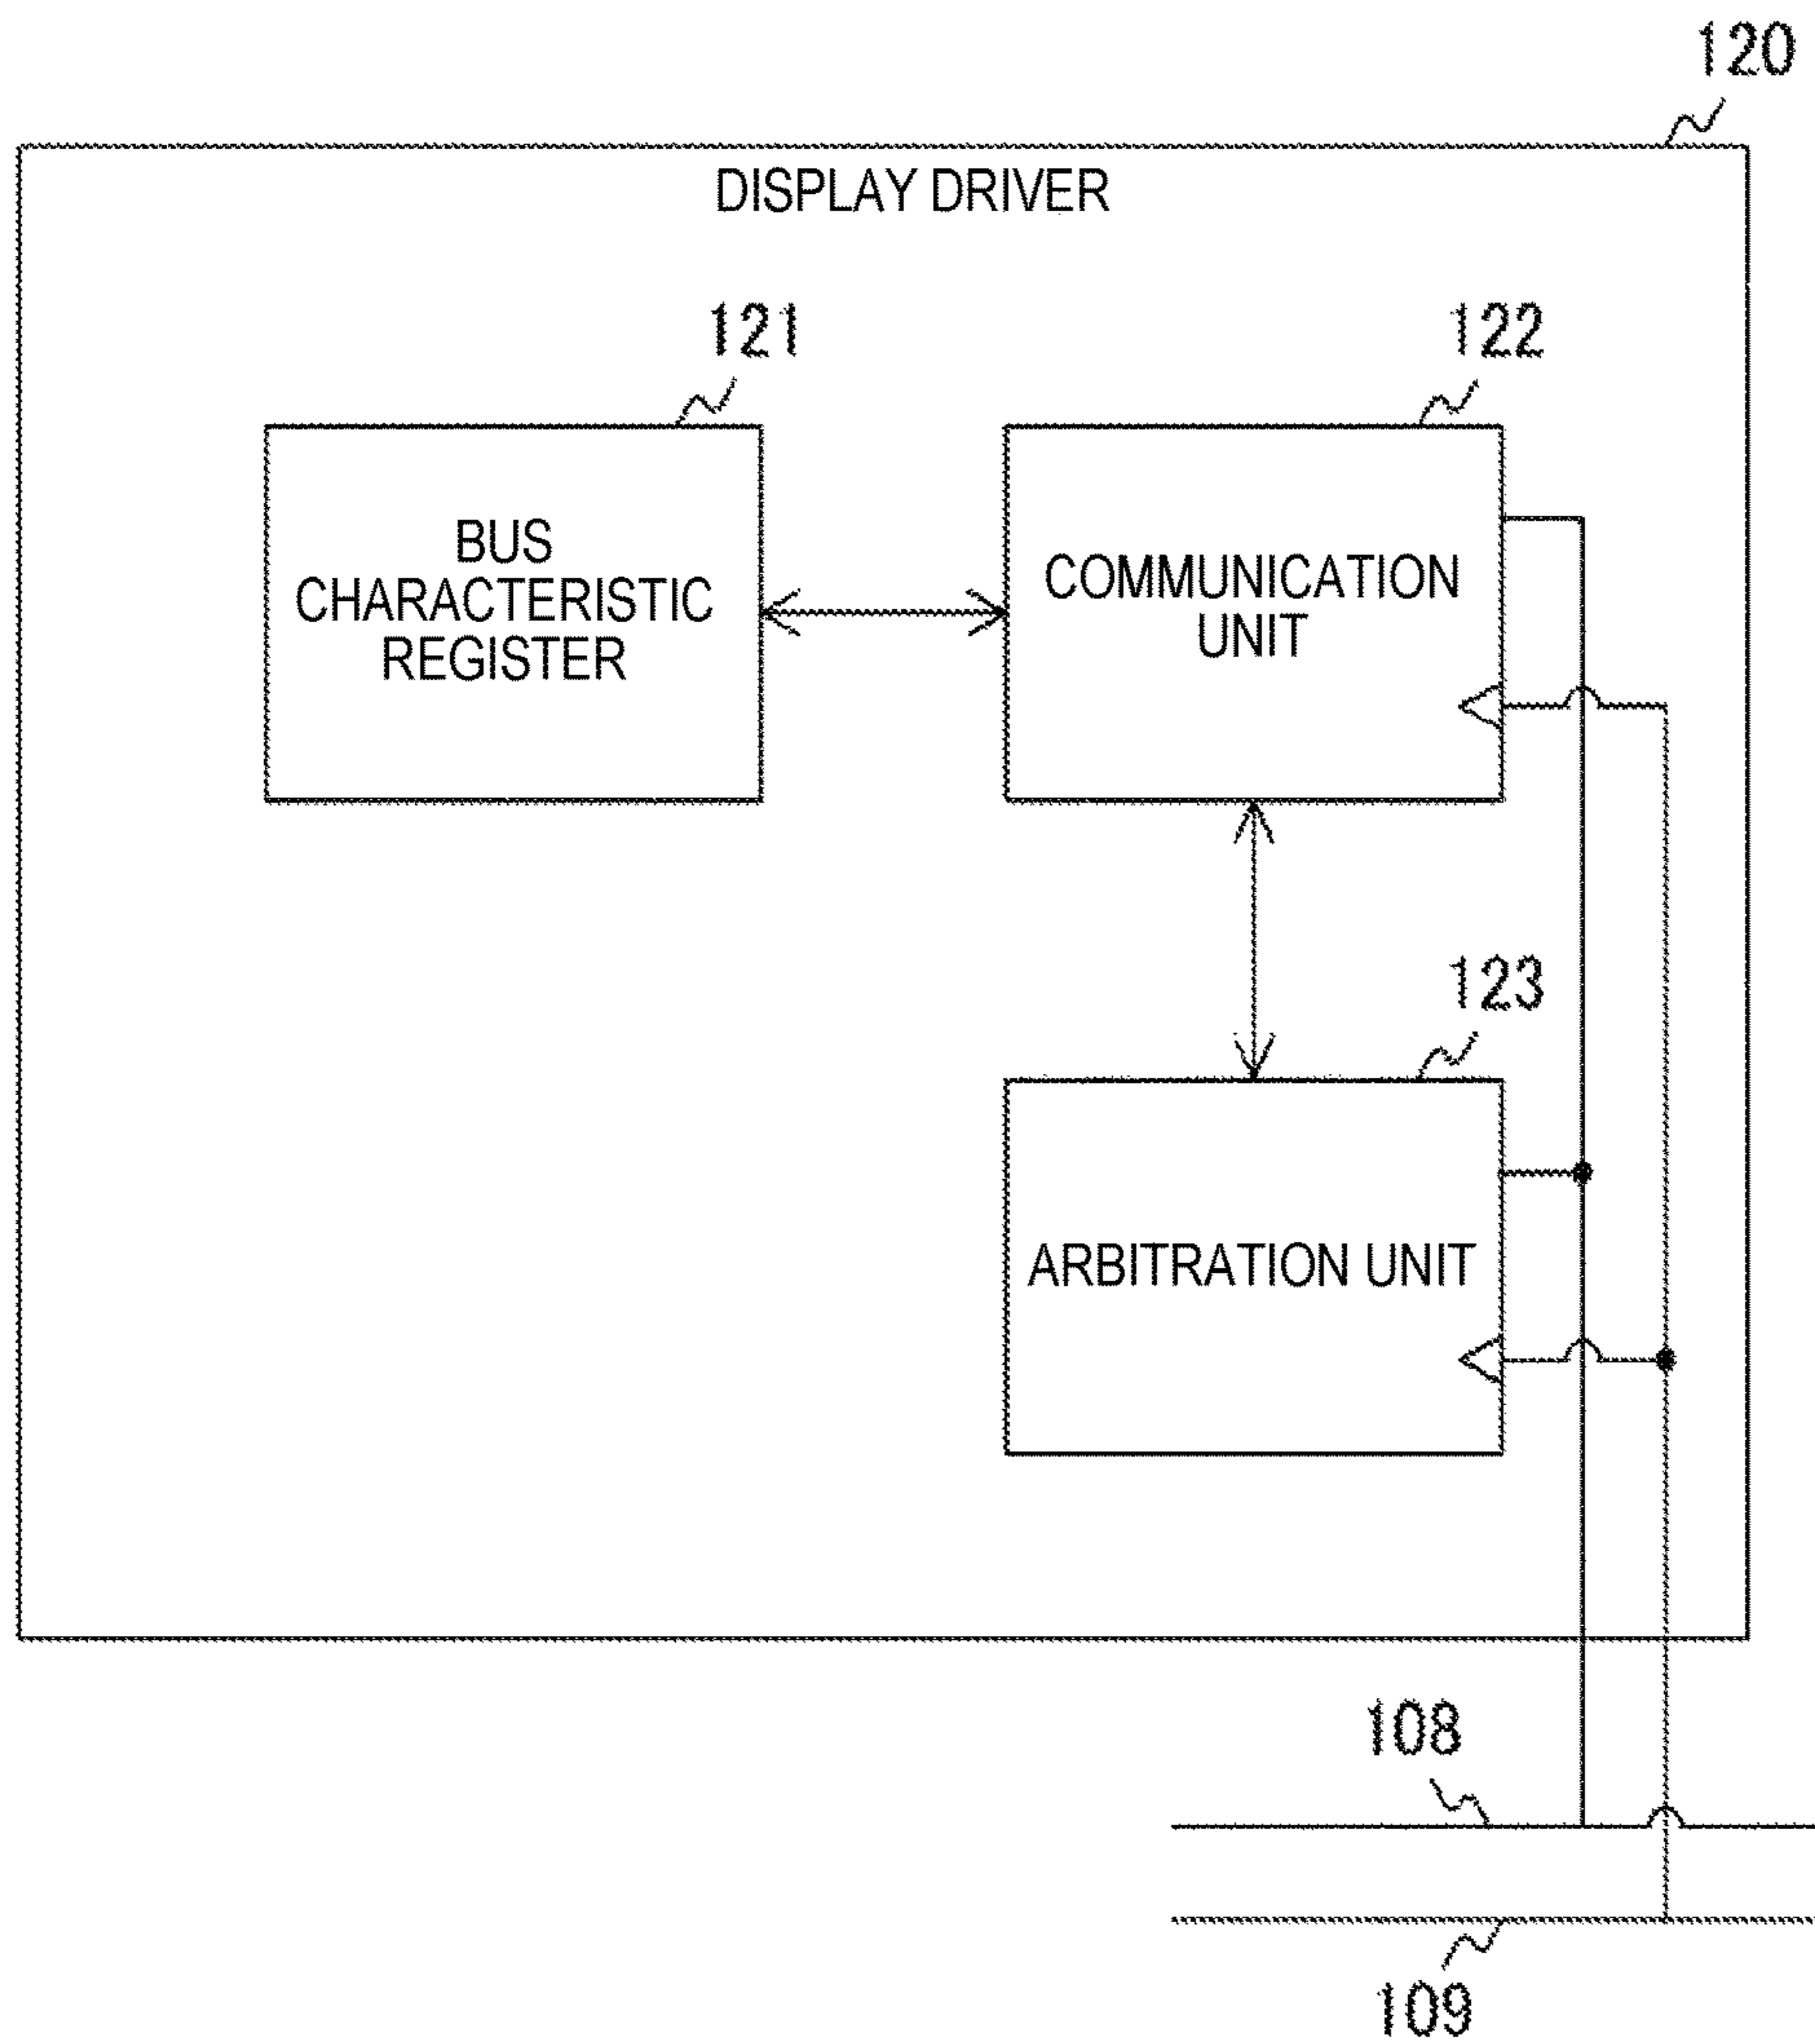 120
DISPLAY DRIVER
121
122
BUS
CHARACTERISTIC
REGISTER
COMMUNICATION
UNIT
123
ARBITRATION UNIT
108
109